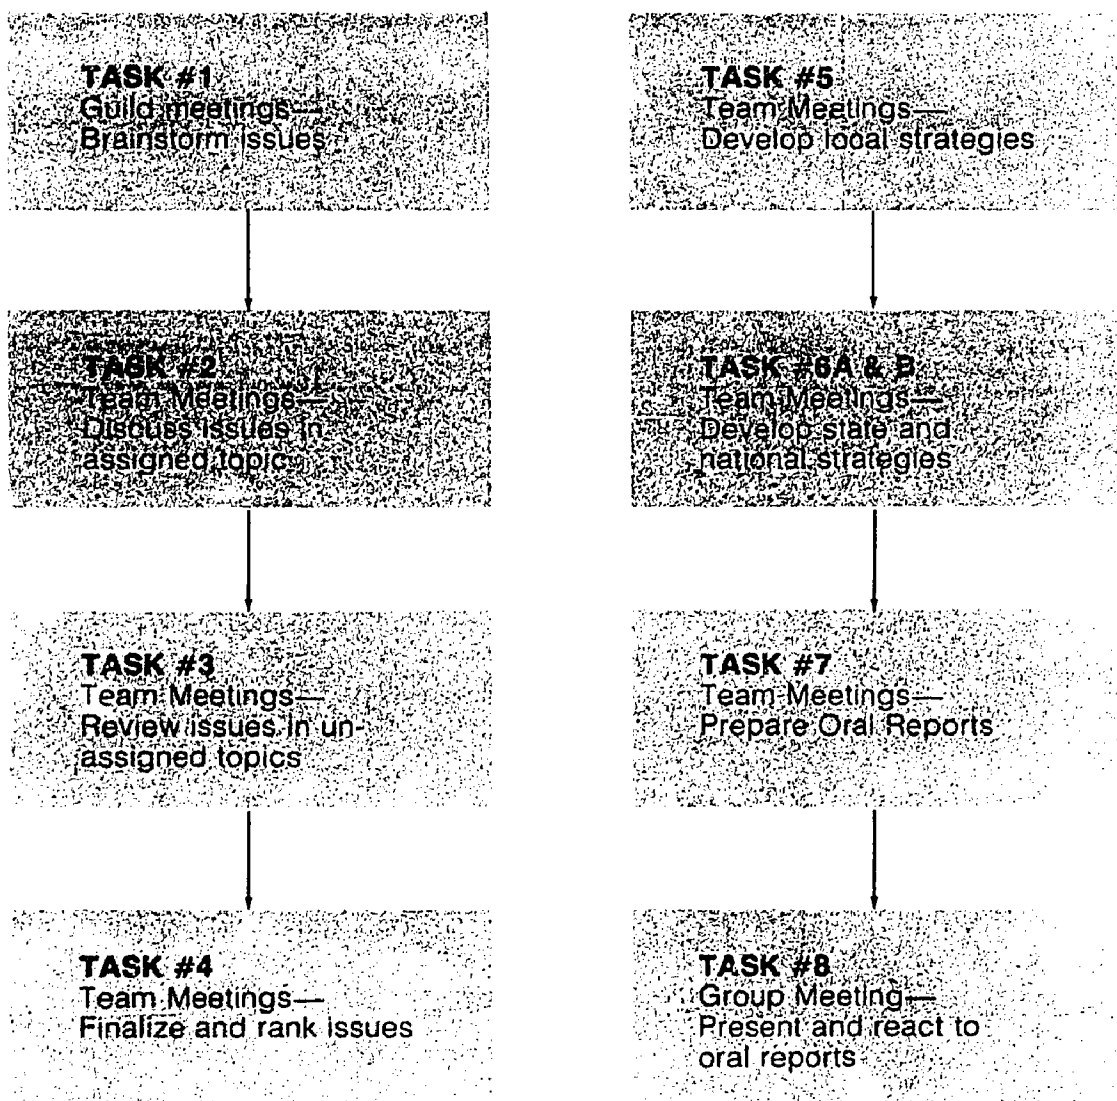 TASK #1
Guild meetings—
Brainstorm issues
TASK #2
Team Meetings—
Discuss issues in
assigned topic
TASK #3
Team Meetings—
Review issues in un-
assigned topics
TASK #4
Team Meetings—
Finalize and rank issues
TASK #5
Team Meetings—
Develop local strategies
TASK #6A & B
Team Meetings—
Develop state and
national strategies
TASK #7
Team Meetings—
Prepare Oral Reports
TASK #8
Group Meeting—
Present and react to
oral reports